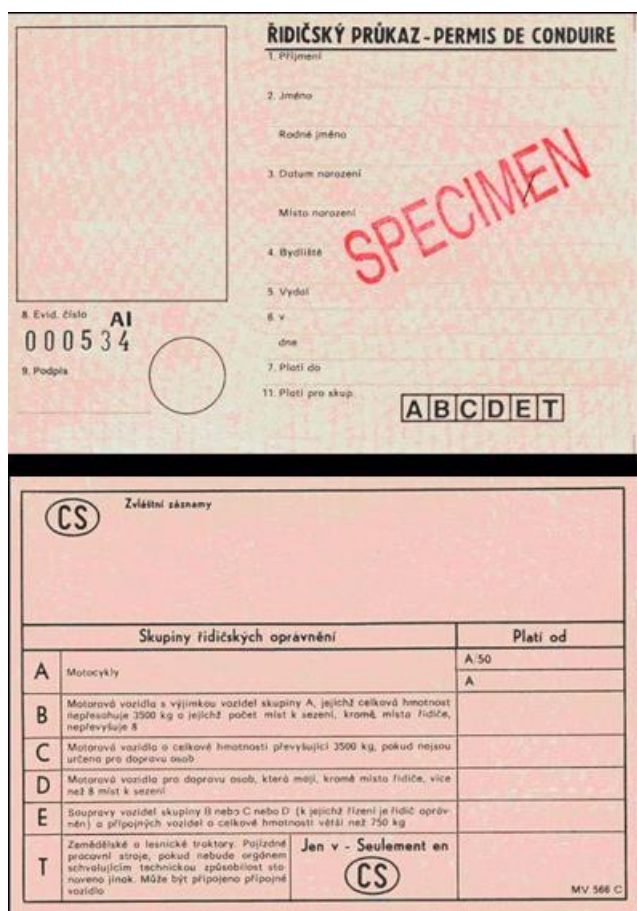 ŘIDIČSKÝ PRŮKAZ - PERMIS DE CONDUIRE
1. Příjmení
2. Jméno
Rodné jméno
3. Datum narození
Místo narození
SPECIMEN
4. Bydliště
5. Vydal
8. Evid. číslo AI
6. v
000534
dne
9. Podpis
7. Platí do
11. Platí pro skup.
A B C D E T
CS
Zvláštní záznamy
Skupiny řidičských oprávnění
Platí od
A
Motocykly
A/50
A
B
Motorová vozidla s výjimkou vozidel skupiny A, jejichž celková hmotnost
nepřesahuje 3500 kg a jejichž počet míst k sezení, kromě místa řidiče,
nepřevyšuje 8
C
Motorová vozidla o celkové hmotnosti převyšující 3500 kg, pokud nejsou
určena pro dopravu osob
D
Motorová vozidla pro dopravu osob, která mají, kromě místa řidiče, více
než 8 míst k sezení
E
Soupravy vozidel skupiny B nebo C nebo D (k jejichž řízení je řidič opráv-
něn) a přípojných vozidel o celkové hmotnosti větší než 750 kg
T
Zemědělské a lesnické traktory. Pojízdné
pracovní stroje, pokud nebude orgánem
schvalujícím technickou způsobilost sta-
noveno jinak. Může být připojeno přípojné
vozidlo
Jen v - Seulement en
CS
MV 566 C